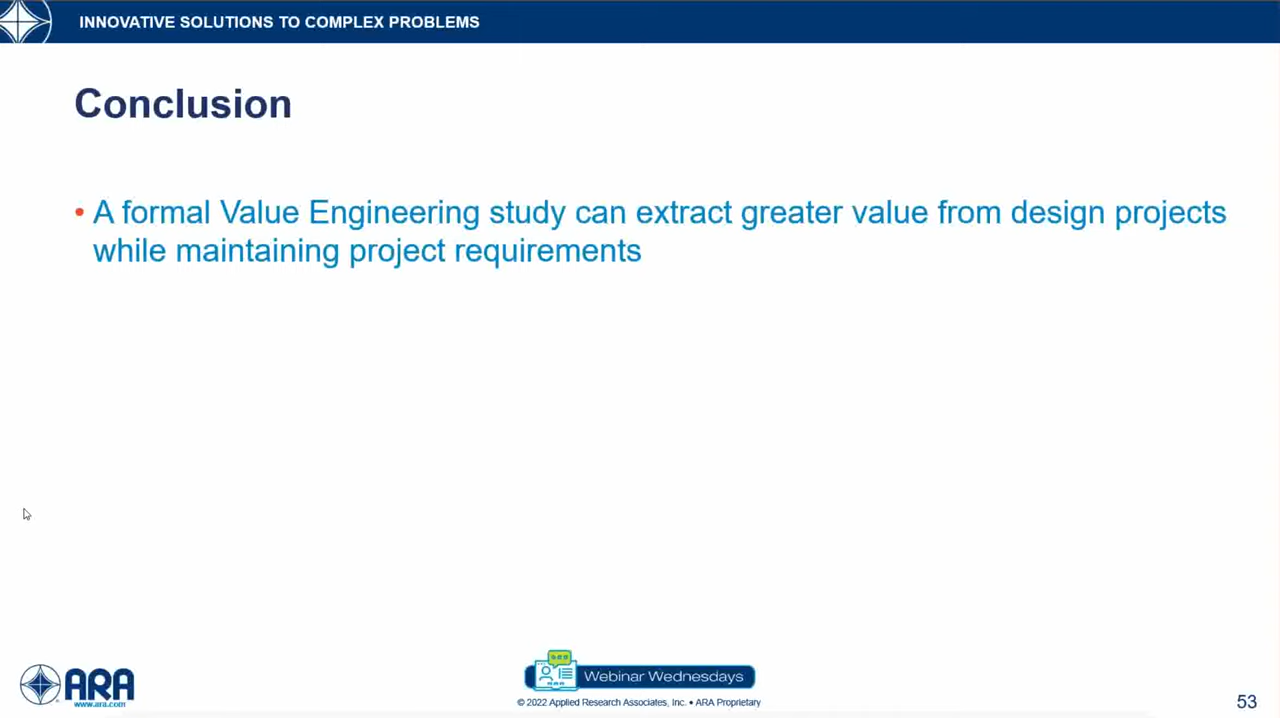 INNOVATIVE SOLUTIONS TO COMPLEX PROBLEMS
Conclusion
• A formal Value Engineering study can extract greater value from design projects
while maintaining project requirements
ARA
www.ara.com
Webinar Wednesdays
© 2022 Applied Research Associates, Inc. • ARA Proprietary
53